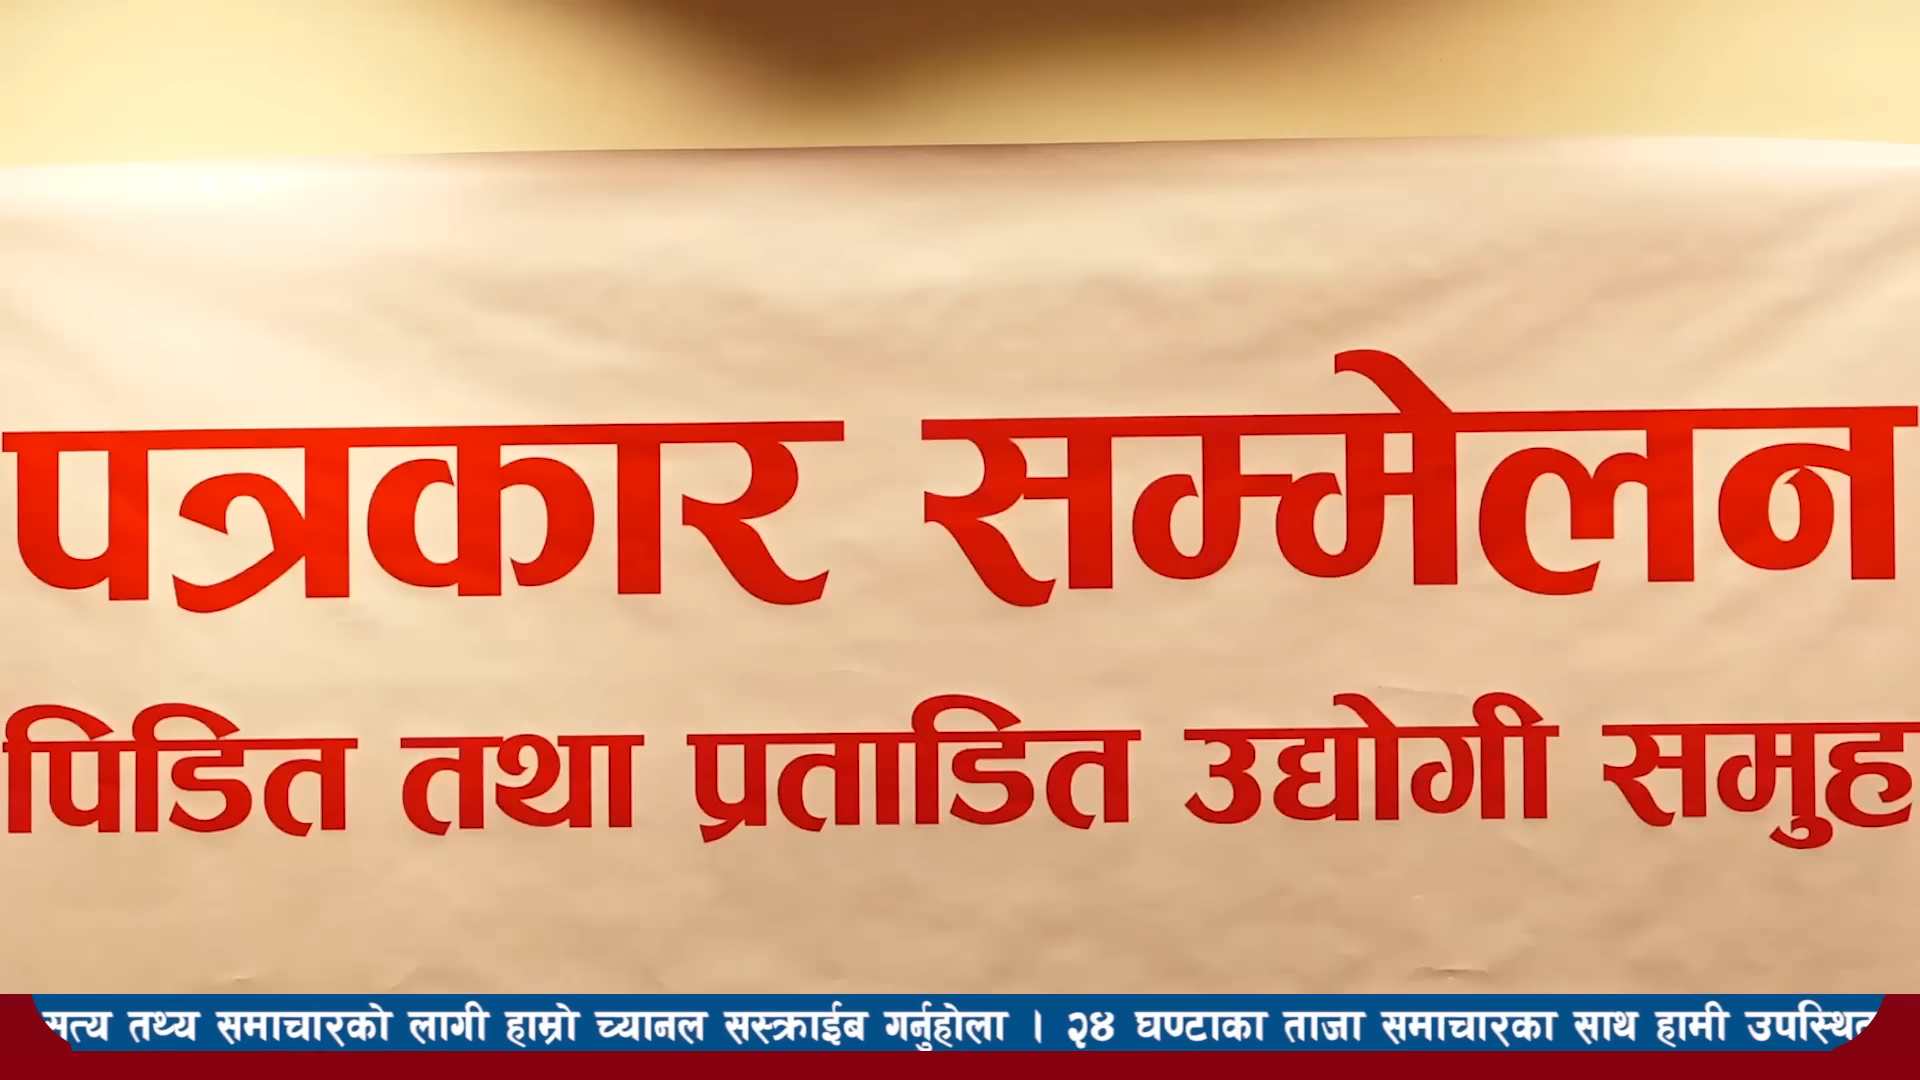 पत्रकार सम्मेलन
पिडित तथा प्रताडित उद्योगी समुह
सत्य तथ्य समाचारको लागी हाम्रो च्यानल सस्क्राईब गर्नुहोला । २४ घण्टाका ताजा समाचारका साथ हामी